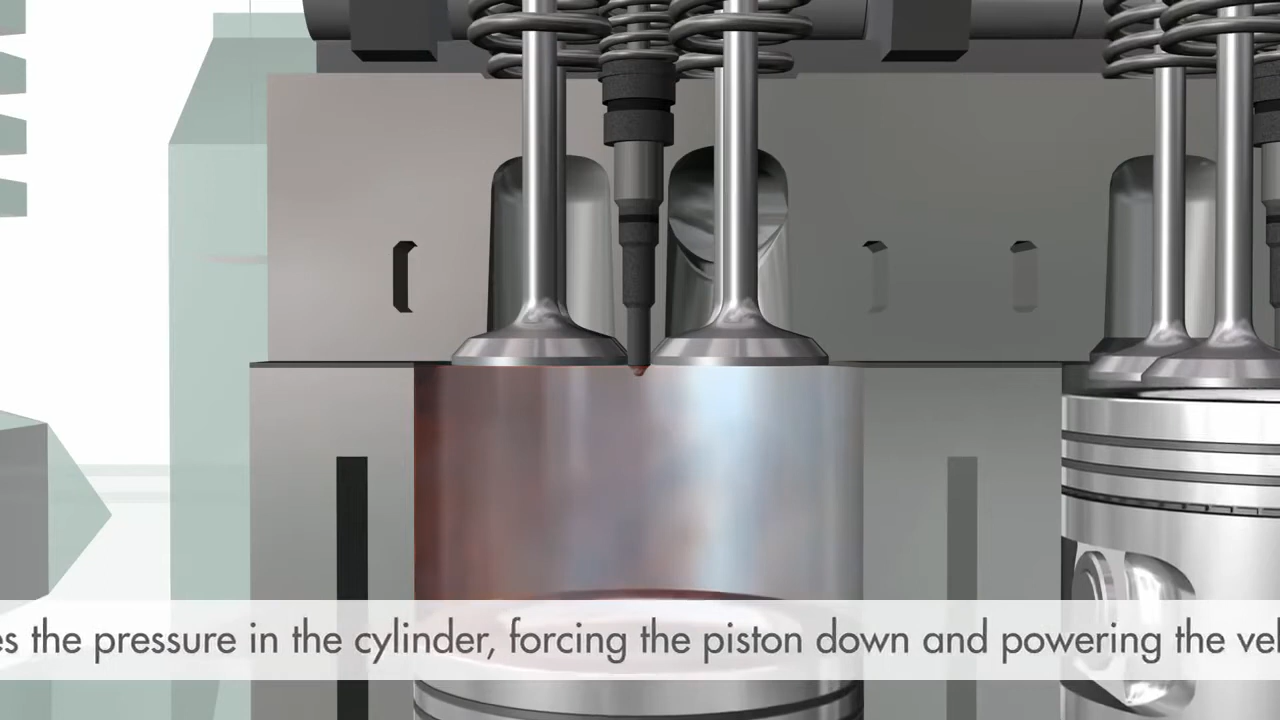 the pressure in the cylinder, forcing the piston down and powering the